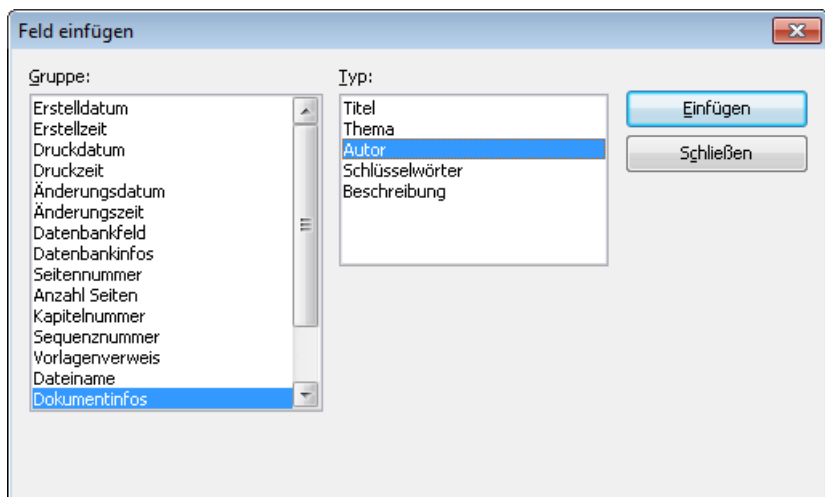 Feld einfügen
Gruppe:
Erstelldatum
Erstellzeit
Druckdatum
Druckzeit
Änderungsdatum
Änderungszeit
Datenbankfeld
Datenbankinfos
Seitennummer
Anzahl Seiten
Kapitelnummer
Sequenznummer
Vorlagenverweis
Dateiname
Dokumentinfos
Typ:
Titel
Thema
Autor
Schlüsselwörter
Beschreibung
Einfügen
Schließen